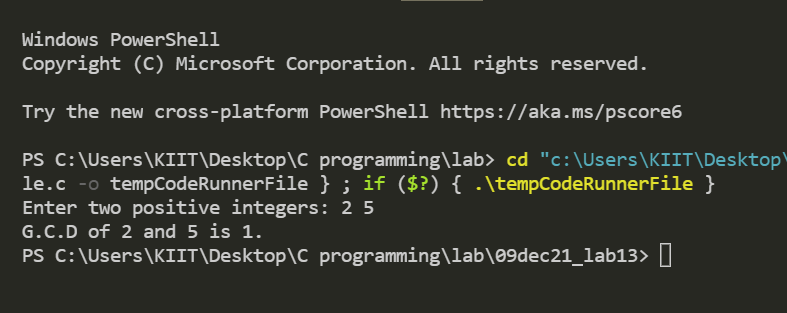 Windows PowerShell
Copyright (C) Microsoft Corporation. All rights reserved.
Try the new cross-platform PowerShell https://aka.ms/pscore6
PS C:\Users\KIIT\Desktop\C programming\lab> cd "c:\Users\KIIT\Desktop\
le.c -o tempCodeRunnerFile } ; if ($?) { .\tempCodeRunnerFile }
Enter two positive integers: 2 5
G.C.D of 2 and 5 is 1.
PS C:\Users\KIIT\Desktop\C programming\lab\09dec21_lab13>